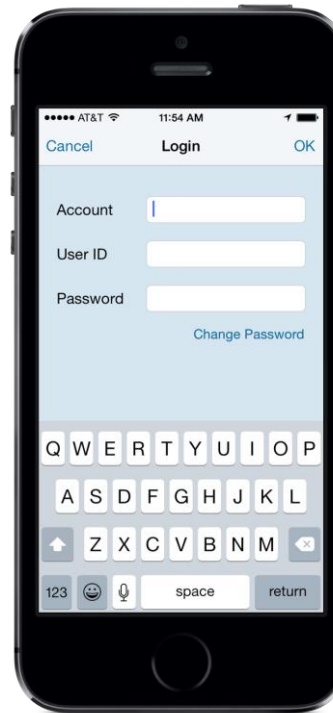 AT&T 11:54 AM
Cancel Login OK
Account
User ID
Password
Change Password
Q W E R T Y U I O P
A S D F G H J K L
Z X C V B N M
123 space return